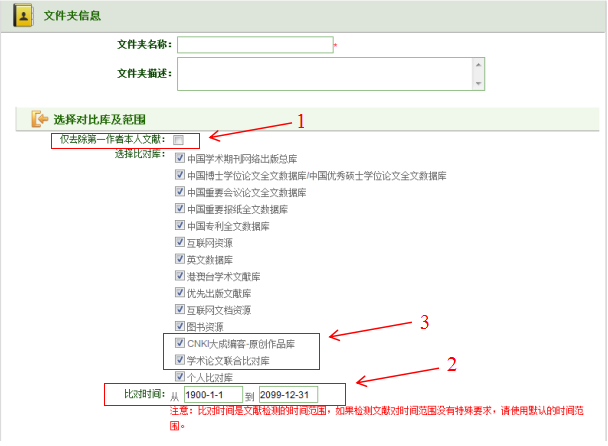 文件夹信息
文件夹名称： *
文件夹描述：
选择对比库及范围
1
仅去除第一作者本人文献：
选择比对库： 中国学术期刊网络出版总库
中国博士学位论文全文数据库/中国优秀硕士学位论文全文数据库
中国重要会议论文全文数据库
中国重要报纸全文数据库
中国专利全文数据库
互联网资源
英文数据库
港澳台学术文献库
优先出版文献库
互联网文档资源
图书资源
3
CNKI大成编客-原创作品库
学术论文联合比对库
2
个人比对库
比对时间： 从 1900-1-1 到 2099-12-31
注意：比对时间是文献检测的时间范围，如果检测文献对时间范围没有特殊要求，请使用默认的时间范
围。